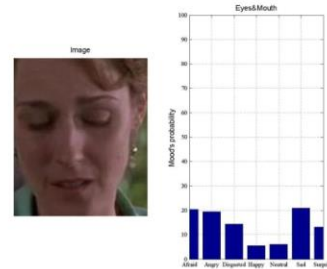 Image
Eyes&Mouth
Mood's probability
100
90
80
70
60
50
40
30
20
10
0
Afraid Angry Disgusted Happy Neutral Sad Surpri